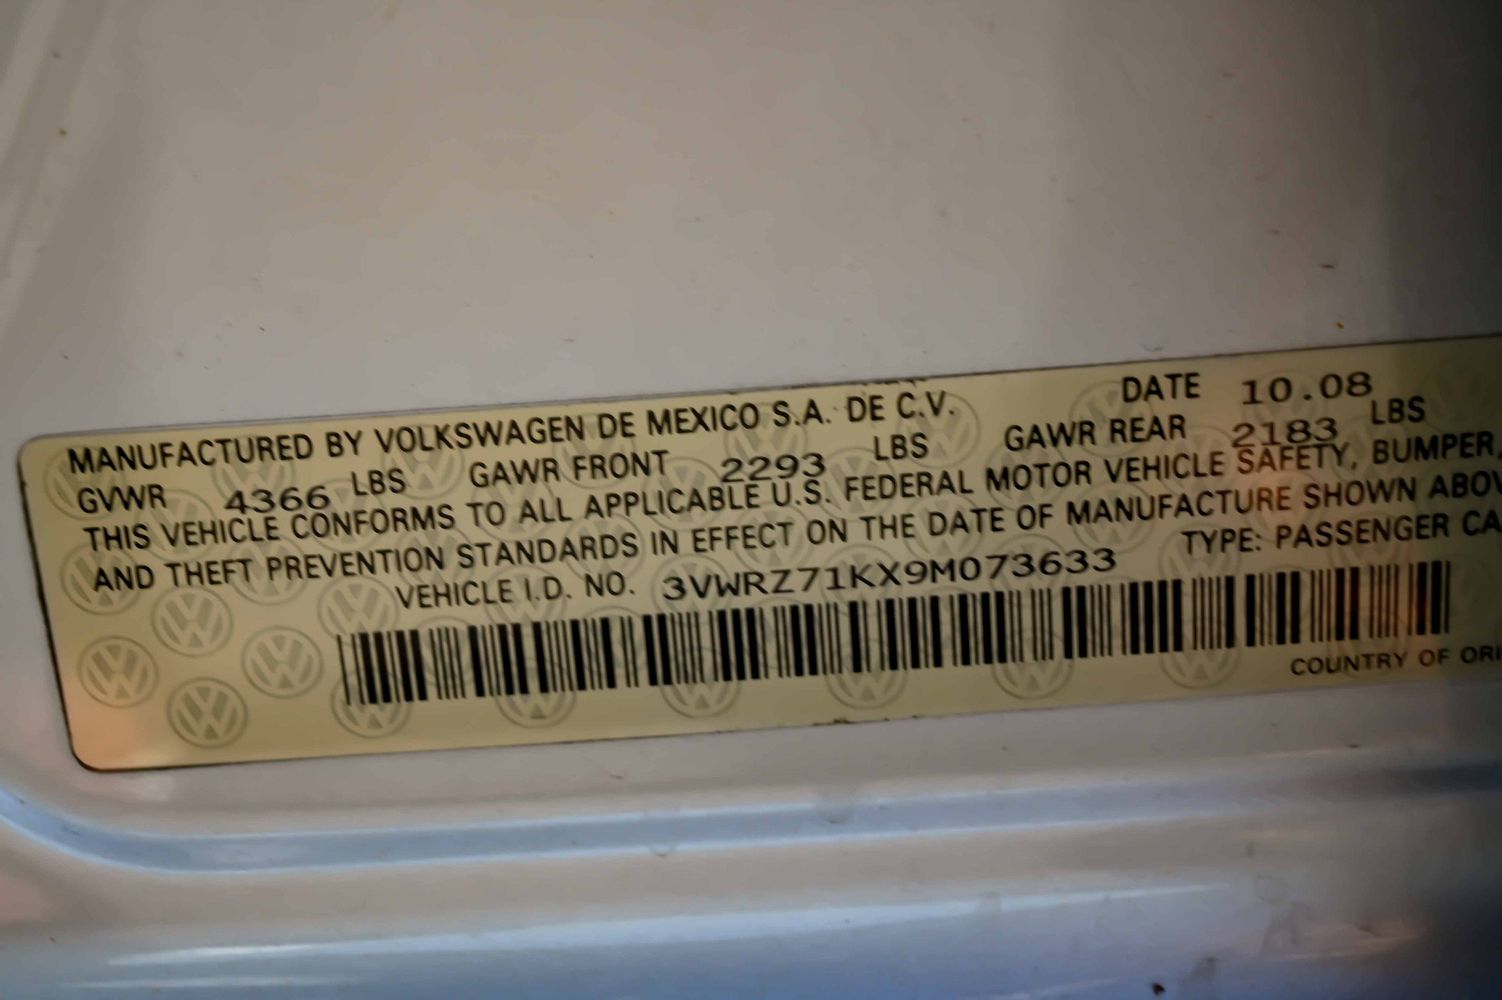 MANUFACTURED BY VOLKSWAGEN DE MEXICO S.A. DE C.V. DATE 10.08
GVWR 4366 LBS GAWR FRONT 2293 LBS GAWR REAR 2183 LBS
THIS VEHICLE CONFORMS TO ALL APPLICABLE U.S. FEDERAL MOTOR VEHICLE SAFETY, BUMPER,
AND THEFT PREVENTION STANDARDS IN EFFECT ON THE DATE OF MANUFACTURE SHOWN ABOV
VEHICLE I.D. NO. 3VWRZ71KX9M073633 TYPE: PASSENGER CA
COUNTRY OF ORI